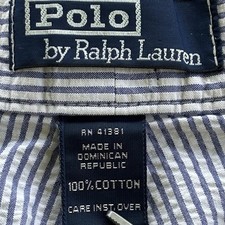 Polo
by Ralph Lauren
RN 41381
MADE IN
DOMINICAN
REPUBLIC
100% COTTON
CARE INST. OVER